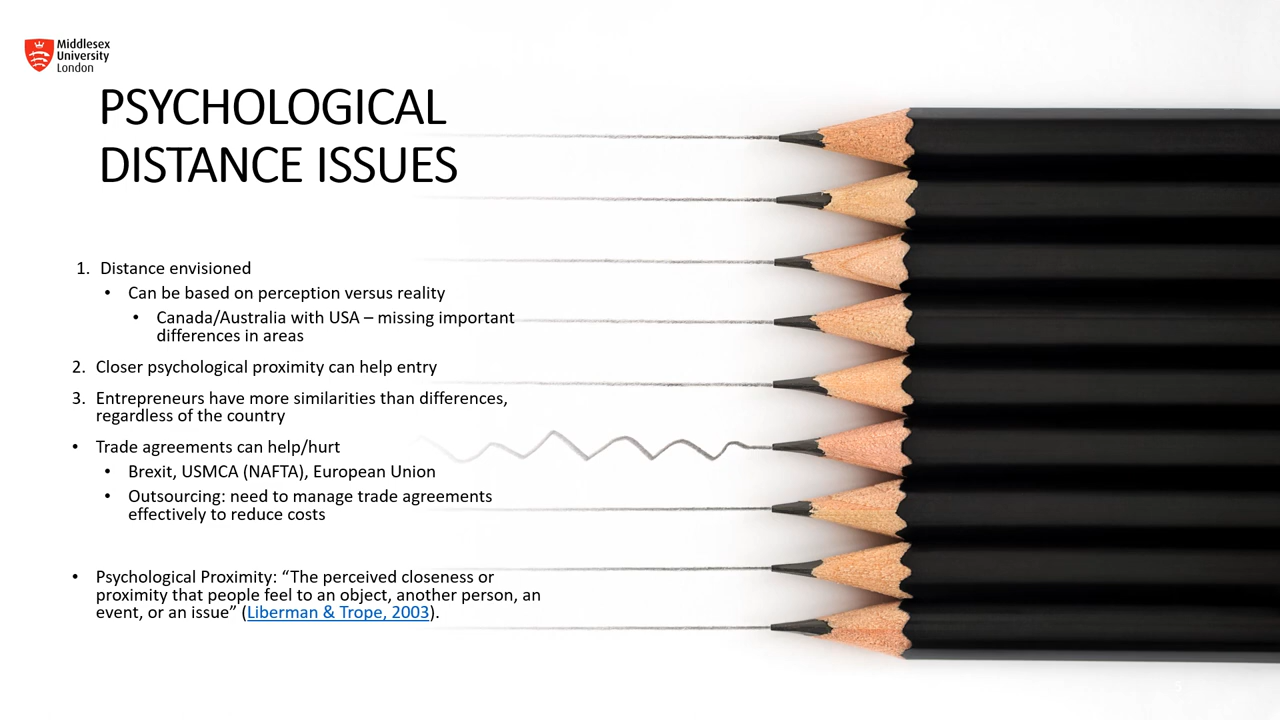 Middlesex
University
London
PSYCHOLOGICAL
DISTANCE ISSUES
1. Distance envisioned
• Can be based on perception versus reality
• Canada/Australia with USA – missing important
differences in areas
2. Closer psychological proximity can help entry
3. Entrepreneurs have more similarities than differences,
regardless of the country
• Trade agreements can help/hurt
• Brexit, USMCA (NAFTA), European Union
• Outsourcing: need to manage trade agreements
effectively to reduce costs
• Psychological Proximity: “The perceived closeness or
proximity that people feel to an object, another person, an
event, or an issue” (Liberman & Trope, 2003).